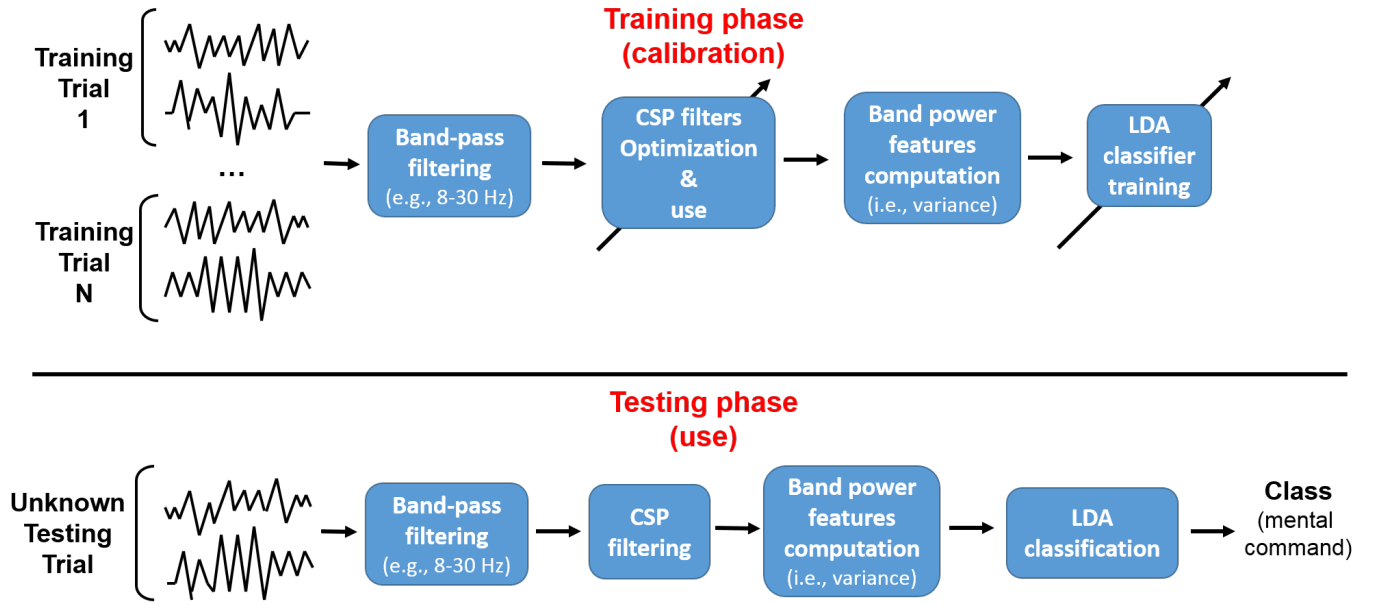 Training phase
(calibration)
Training
Trial
1
...
Training
Trial
N
Band-pass
filtering
(e.g., 8-30 Hz)
CSP filters
Optimization
&
use
Band power
features
computation
(i.e., variance)
LDA
classifier
training
Testing phase
(use)
Unknown
Testing
Trial
Band-pass
filtering
(e.g., 8-30 Hz)
CSP
filtering
Band power
features
computation
(i.e., variance)
LDA
classification
Class
(mental
command)